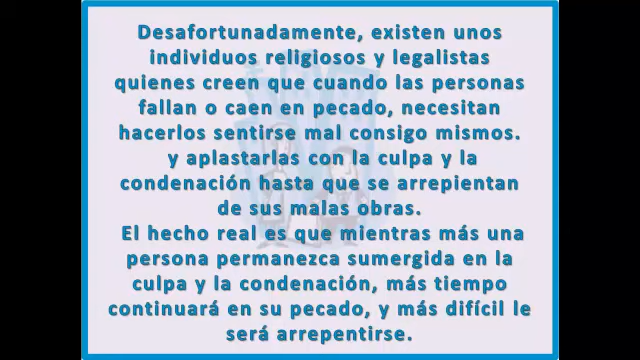 Desafortunadamente, existen unos
individuos religiosos y legalistas
quienes creen que cuando las personas
fallan o caen en pecado, necesitan
hacerlos sentirse mal consigo mismos.
y aplastarlas con la culpa y la
condenación hasta que se arrepientan
de sus malas obras.
El hecho real es que mientras más una
persona permanezca sumergida en la
culpa y la condenación, más tiempo
continuará en su pecado, y más difícil le
será arrepentirse.